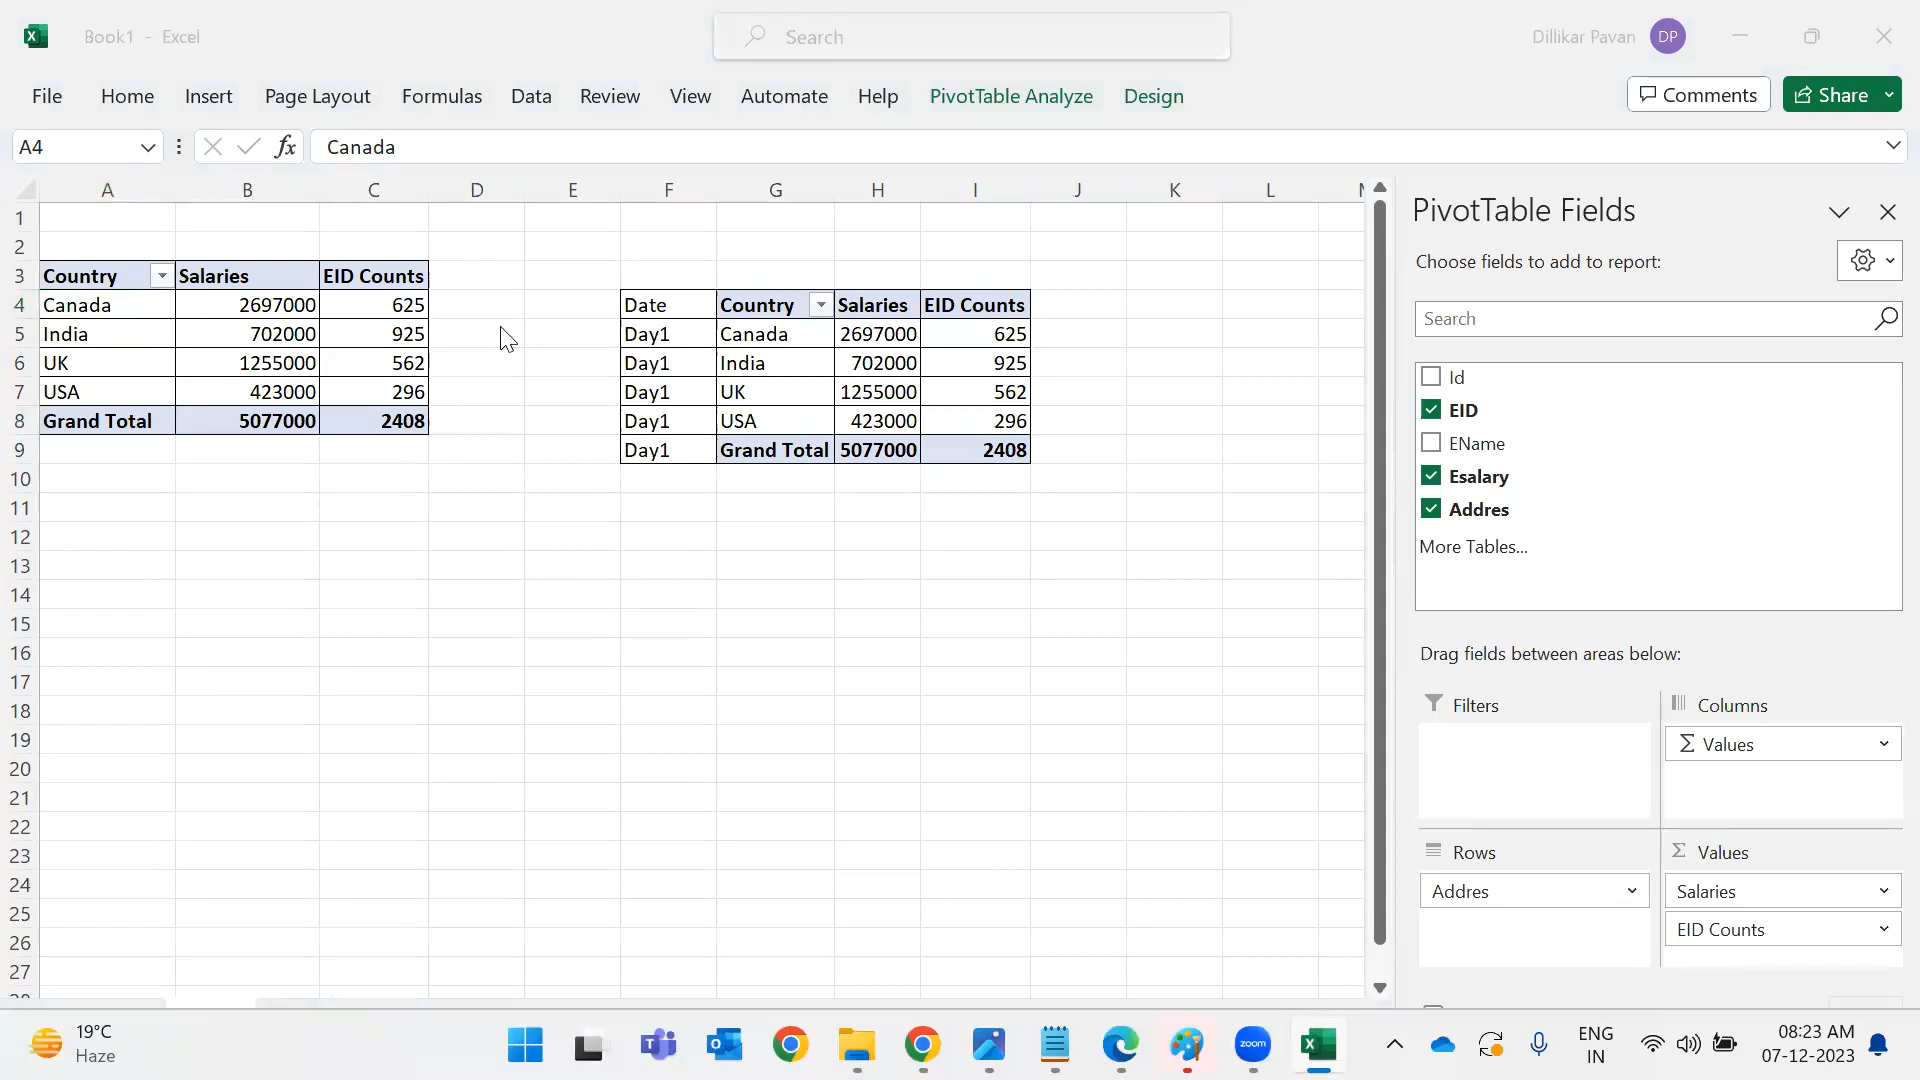 Book1 - Excel
Search
Dillikar Pavan DP
File Home Insert Page Layout Formulas Data Review View Automate Help PivotTable Analyze Design
Comments Share
A4
fx Canada
A B C D E F G H I J K L
1
2
3 Country Salaries EID Counts
4 Canada 2697000 625 Date Country Salaries EID Counts
5 India 702000 925 Day1 Canada 2697000 625
6 UK 1255000 562 Day1 India 702000 925
7 USA 423000 296 Day1 UK 1255000 562
8 Grand Total 5077000 2408 Day1 USA 423000 296
9 Day1 Grand Total 5077000 2408
10
11
12
13
14
15
16
17
18
19
20
21
22
23
24
25
26
27
PivotTable Fields
Choose fields to add to report:
Search
Id
EID
EName
Esalary
Addres
More Tables...
Drag fields between areas below:
Filters
Columns
Σ Values
Rows
Addres
Σ Values
Salaries
EID Counts
19°C
Haze
zoom
ENG
IN
08:23 AM
07-12-2023